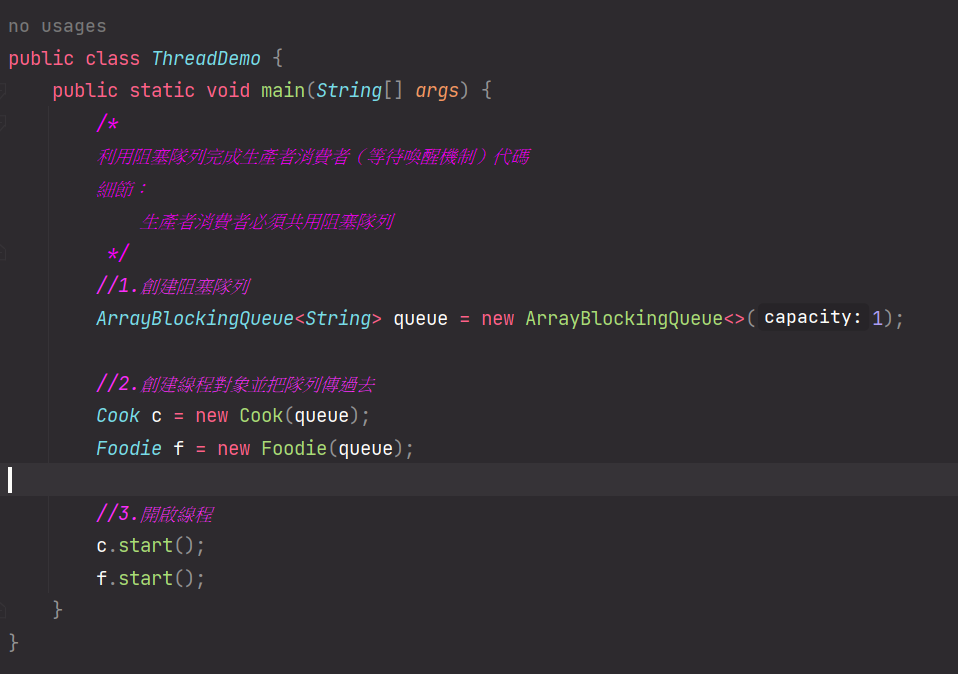 no usages
public class ThreadDemo {
    public static void main(String[] args) {
        /*
        利用阻塞隊列完成生產者消費者（等待喚醒機制）代碼
        細節：
            生產者消費者必須共用阻塞隊列
         */
        //1.創建阻塞隊列
        ArrayBlockingQueue<String> queue = new ArrayBlockingQueue<>( capacity: 1);
        //2.創建線程對象並把隊列傳過去
        Cook c = new Cook(queue);
        Foodie f = new Foodie(queue);
        //3.開啟線程
        c.start();
        f.start();
    }
}